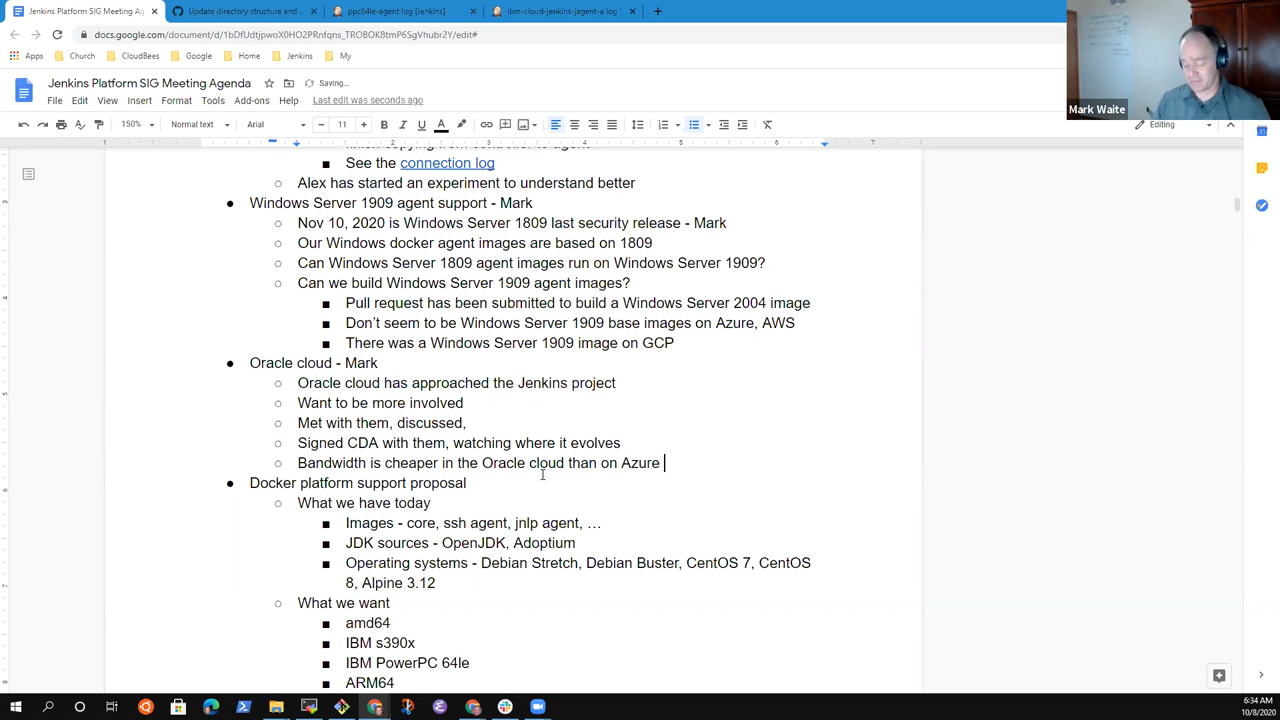 Jenkins Platform SIG Meeting Agenda
Update directory structure and
ppc64le-agent log [Jenkins]
ibm-cloud-jenkins-jagent-a log [
docs.google.com/document/d/1bDfUdtjpwoX0HO2PRnfqns_TROBOK8tmP6SgVhubr2Y/edit#
Apps Church CloudBees Google Home Jenkins My
Jenkins Platform SIG Meeting Agenda Saving...
File Edit View Insert Format Tools Add-ons Help Last edit was seconds ago
150% Normal text Arial 11 B I U A Editing
Mark Waite
1 1 2 3 4 5 6 7
See the connection log
Alex has started an experiment to understand better
Windows Server 1909 agent support - Mark
Nov 10, 2020 is Windows Server 1809 last security release - Mark
Our Windows docker agent images are based on 1809
Can Windows Server 1809 agent images run on Windows Server 1909?
Can we build Windows Server 1909 agent images?
Pull request has been submitted to build a Windows Server 2004 image
Don't seem to be Windows Server 1909 base images on Azure, AWS
There was a Windows Server 1909 image on GCP
Oracle cloud - Mark
Oracle cloud has approached the Jenkins project
Want to be more involved
Met with them, discussed,
Signed CDA with them, watching where it evolves
Bandwidth is cheaper in the Oracle cloud than on Azure
Docker platform support proposal
What we have today
Images - core, ssh agent, jnlp agent, …
JDK sources - OpenJDK, Adoptium
Operating systems - Debian Stretch, Debian Buster, CentOS 7, CentOS
8, Alpine 3.12
What we want
amd64
IBM s390x
IBM PowerPC 64le
ARM64
6:34 AM
10/8/2020